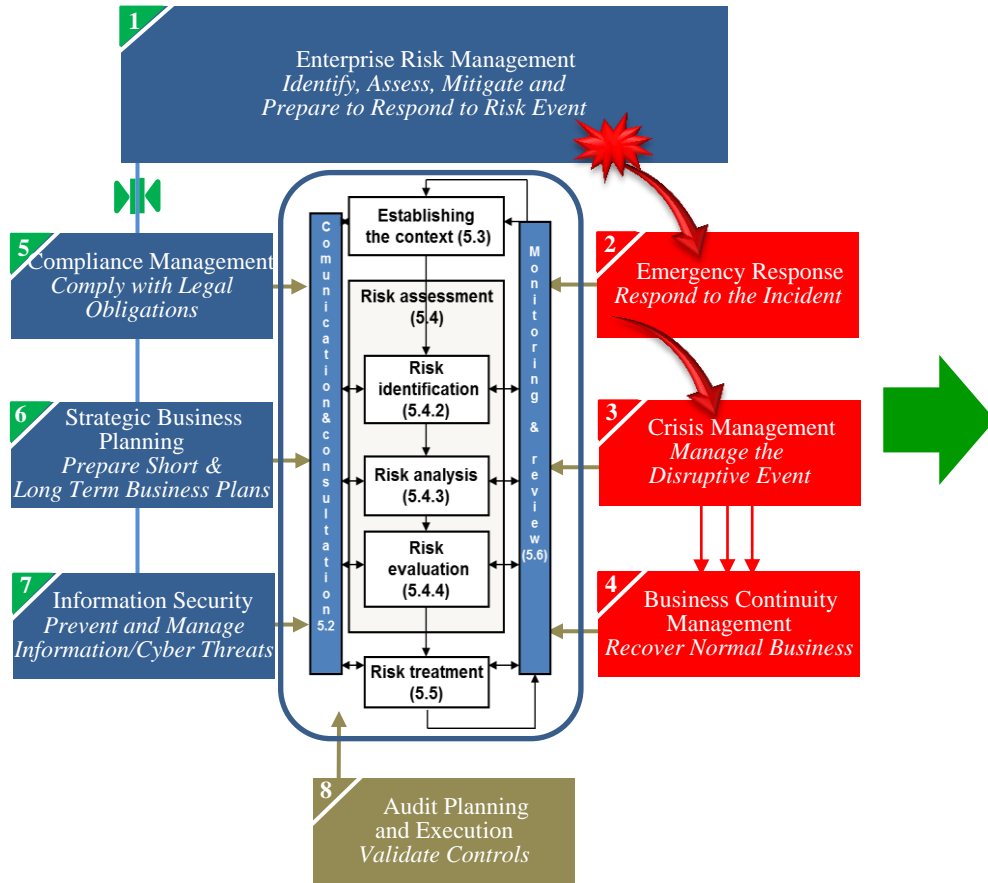 1
Enterprise Risk Management
Identify, Assess, Mitigate and
Prepare to Respond to Risk Event
5
Compliance Management
Comply with Legal
Obligations
6
Strategic Business
Planning
Prepare Short &
Long Term Business Plans
7
Information Security
Prevent and Manage
Information/Cyber Threats
Comunication&consultation
5.2
Establishing
the context (5.3)
Risk assessment
(5.4)
Risk
identification
(5.4.2)
Risk analysis
(5.4.3)
Risk
evaluation
(5.4.4)
Risk treatment
(5.5)
Monitoring & review
(5.6)
2
Emergency Response
Respond to the Incident
3
Crisis Management
Manage the
Disruptive Event
4
Business Continuity
Management
Recover Normal Business
8
Audit Planning
and Execution
Validate Controls